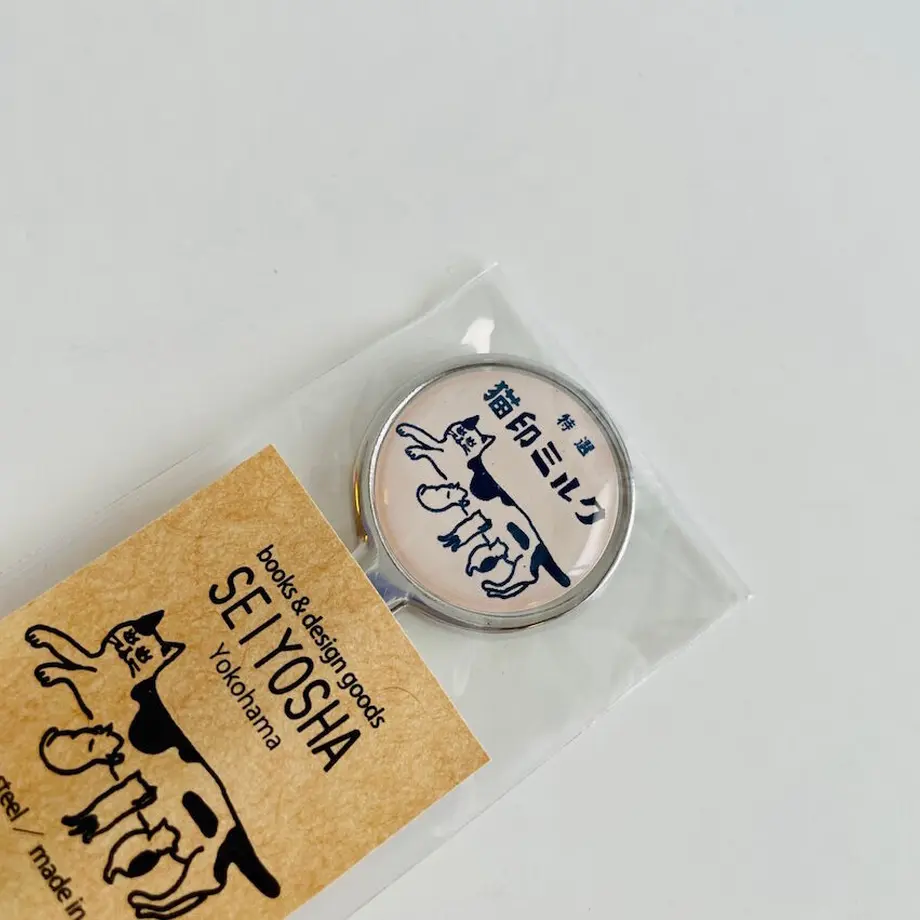 特選
猫印ミルク
books & design goods
SEIYOSHA
Yokohama
steel / made in